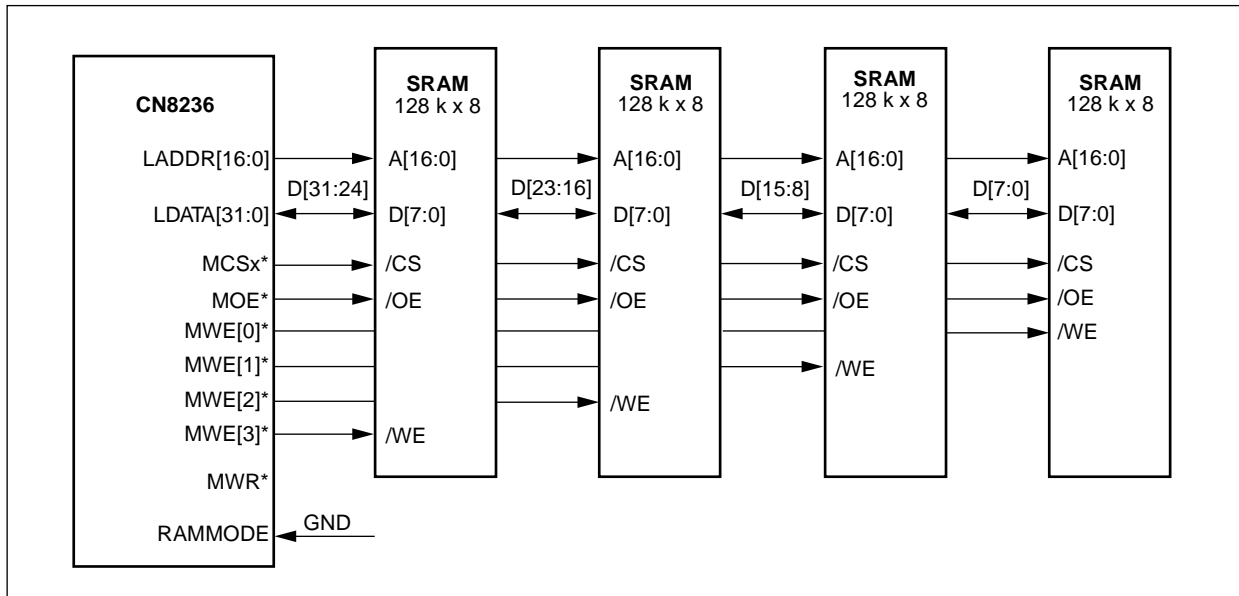 CN8236
LADDR[16:0]
LDATA[31:0]
MCSx*
MOE*
MWE[0]*
MWE[1]*
MWE[2]*
MWE[3]*
MWR*
RAMMODE
GND
D[31:24]
SRAM
128 k x 8
A[16:0]
D[7:0]
/CS
/OE
/WE
D[23:16]
SRAM
128 k x 8
A[16:0]
D[7:0]
/CS
/OE
/WE
D[15:8]
SRAM
128 k x 8
A[16:0]
D[7:0]
/CS
/OE
/WE
D[7:0]
SRAM
128 k x 8
A[16:0]
D[7:0]
/CS
/OE
/WE